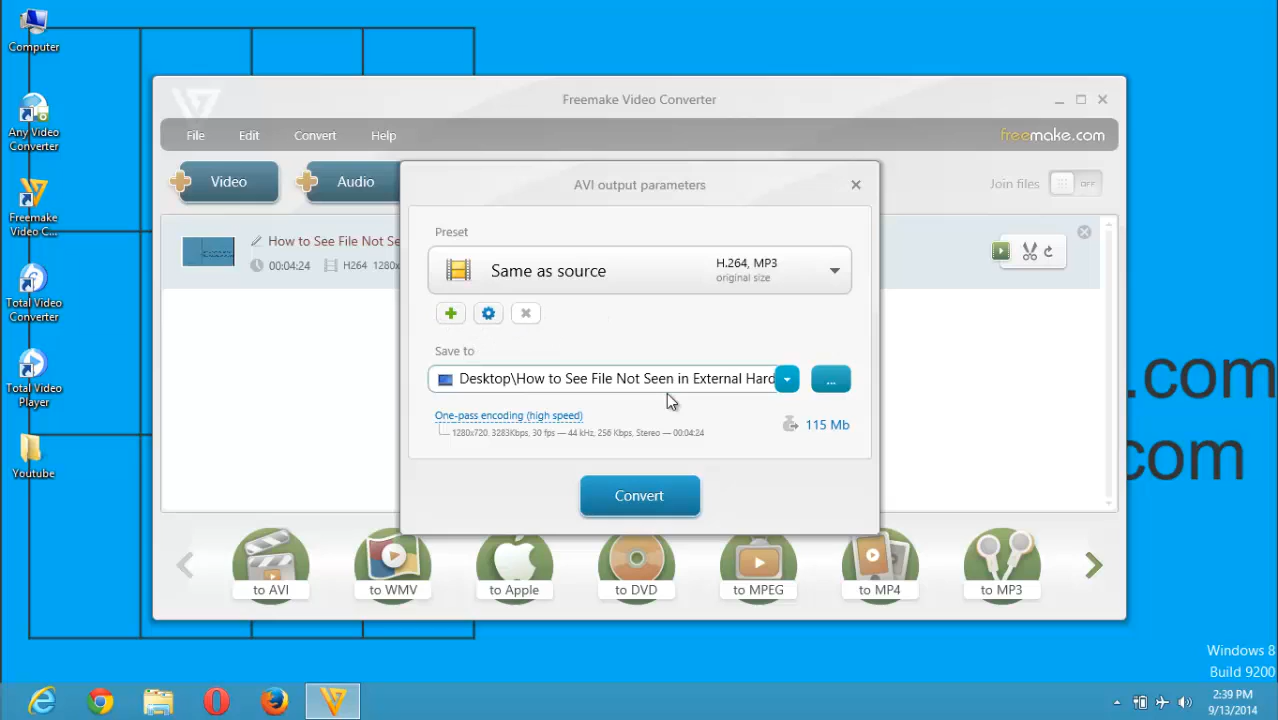 Computer
Any Video
Converter
Freemake
Video C...
Total Video
Converter
Total Video
Player
Youtube
Freemake Video Converter
File
Edit
Convert
Help
freemake.com
Video
Audio
Join files
OFF
How to See File Not Se
00:04:24
H264
1280x
AVI output parameters
Preset
Same as source
H.264, MP3
original size
Save to
Desktop\How to See File Not Seen in External Hard
...
One-pass encoding (high speed)
1280x720, 3283Kbps, 30 fps — 44 kHz, 256 Kbps, Stereo — 00:04:24
115 Mb
Convert
to AVI
to WMV
to Apple
to DVD
to MPEG
to MP4
to MP3
.com
com
Windows 8
Build 9200
2:39 PM
9/13/2014